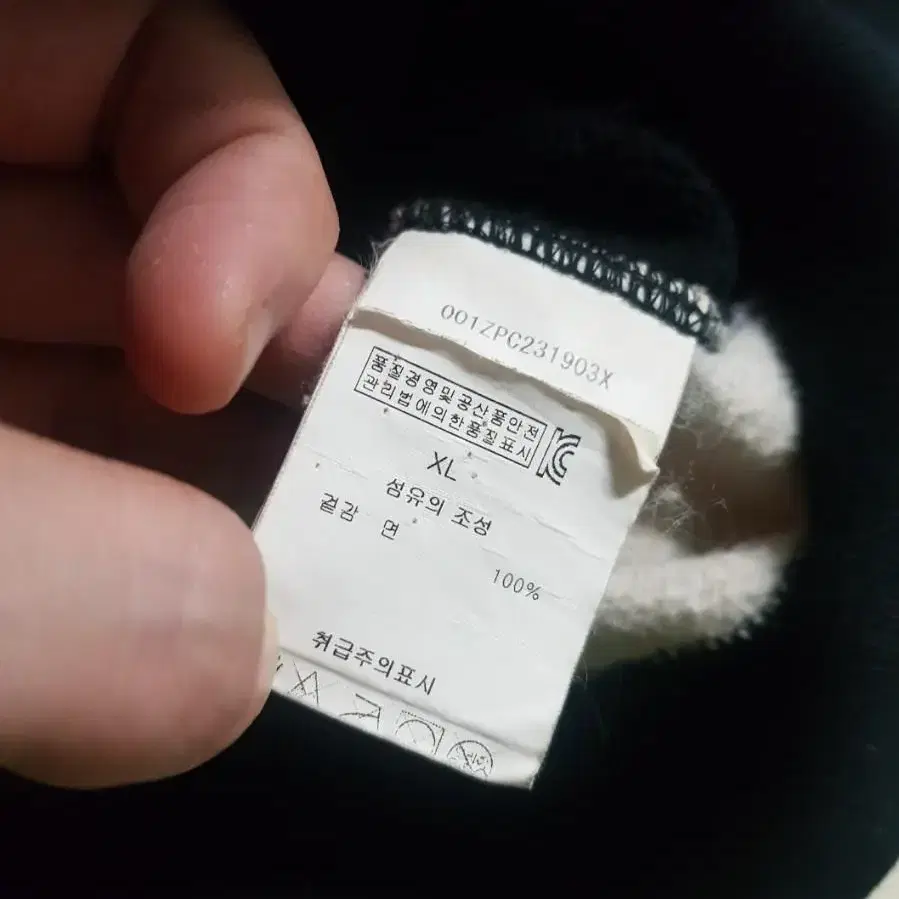 001ZPC231903X
품질경영및공산품안전
관리법에의한품질표시
XL
섬유의 조성
겉감 면
100%
취급주의표시